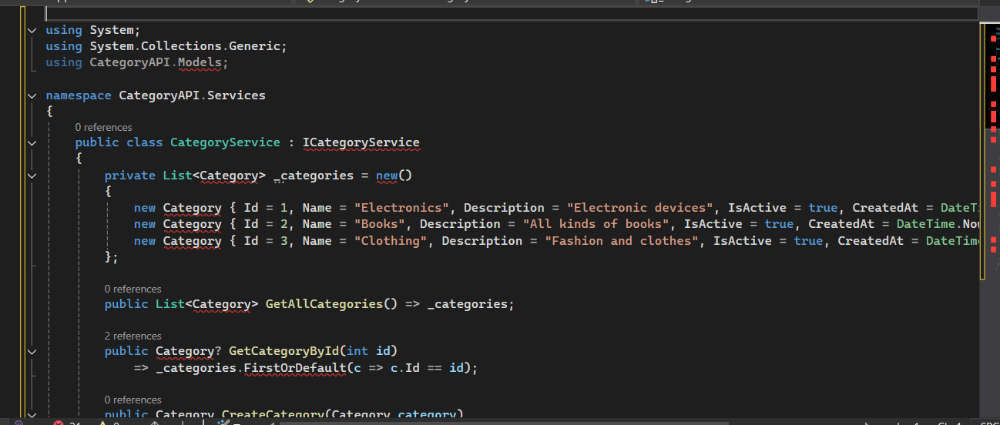 using System;
using System.Collections.Generic;
using CategoryAPI.Models;
namespace CategoryAPI.Services
{
0 references
public class CategoryService : ICategoryService
{
private List<Category> _categories = new()
{
new Category { Id = 1, Name = "Electronics", Description = "Electronic devices", IsActive = true, CreatedAt = DateTi
new Category { Id = 2, Name = "Books", Description = "All kinds of books", IsActive = true, CreatedAt = DateTime.Now
new Category { Id = 3, Name = "Clothing", Description = "Fashion and clothes", IsActive = true, CreatedAt = DateTime
};
0 references
public List<Category> GetAllCategories() => _categories;
2 references
public Category? GetCategoryById(int id)
=> _categories.FirstOrDefault(c => c.Id == id);
0 references
public Category CreateCategory(Category category)